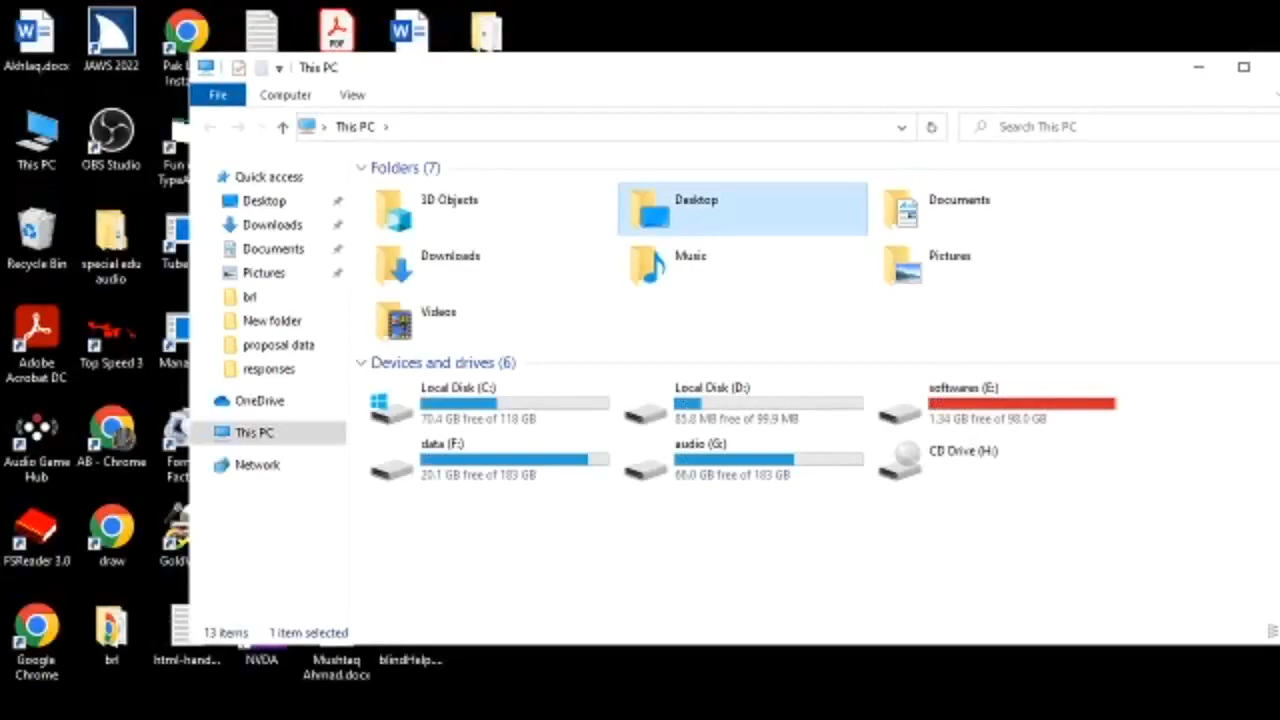 Akhlaq.docx
JAWS 2022
PDF
This PC
File
Computer
View
This PC
Search This PC
This PC
OBS Studio
Fun
TypeA
Quick access
Desktop
Downloads
Documents
Pictures
brl
New folder
proposal data
responses
OneDrive
This PC
Network
Folders (7)
3D Objects
Desktop
Documents
Downloads
Music
Pictures
Videos
Devices and drives (6)
Local Disk (C:)
70.4 GB free of 118 GB
Local Disk (D:)
85.8 MB free of 99.9 MB
softwares (E:)
1.34 GB free of 98.0 GB
data (F:)
20.1 GB free of 183 GB
audio (G:)
66.0 GB free of 183 GB
CD Drive (H:)
Recycle Bin
special edu
audio
Tube
Adobe
Acrobat DC
Top Speed 3
Mana
Audio Game
Hub
AB - Chrome
FSReader 3.0
draw
Gold
13 items
1 item selected
Google
Chrome
brl
html-hand...
NVDA
Mushtaq
Ahmad.docx
blindHelp...